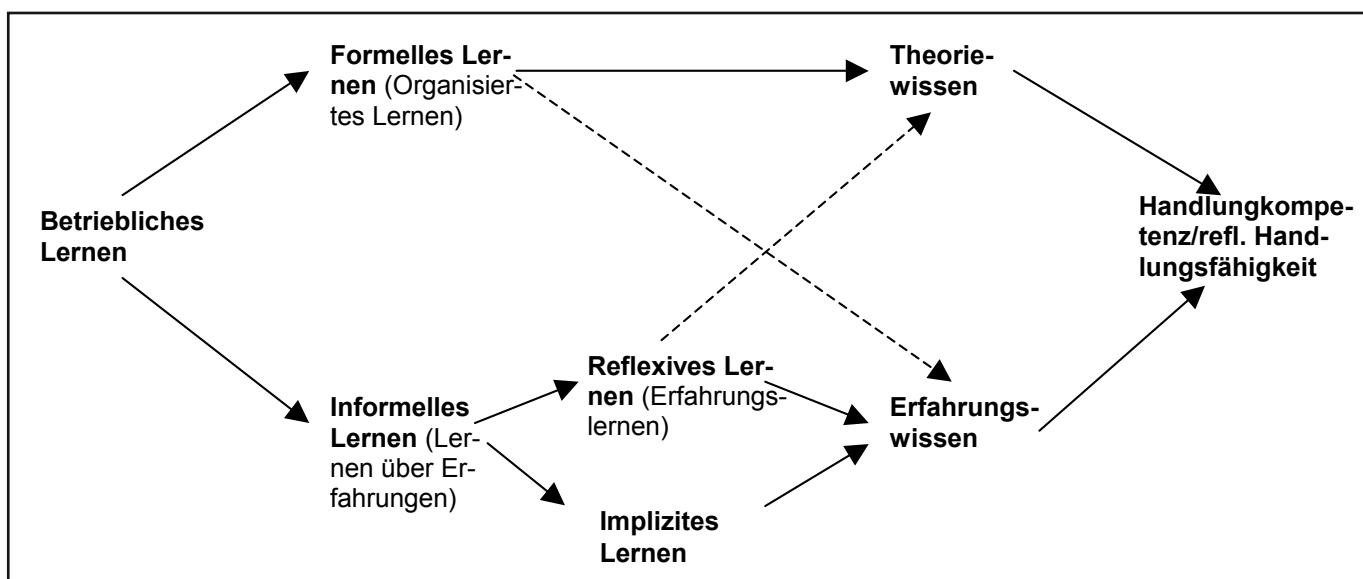 Formelles Ler-
nen (Organisier-
tes Lernen)
Theorie-
wissen
Betriebliches
Lernen
Handlungkompe-
tenz/refl. Hand-
lungsfähigkeit
Reflexives Ler-
nen (Erfahrungs-
lernen)
Informelles
Lernen (Ler-
nen über Er-
fahrungen)
Erfahrungs-
wissen
Implizites
Lernen